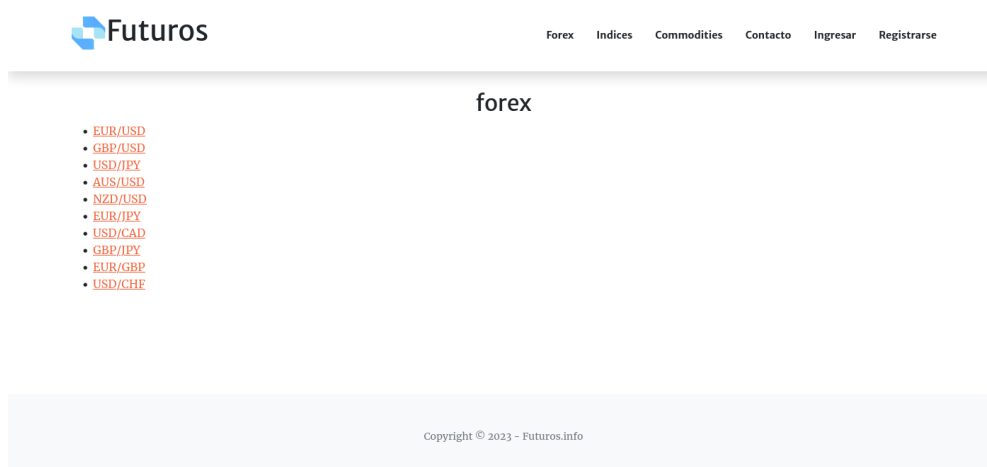 Futuros
Forex Indices Commodities Contacto Ingresar Registrarse
forex
EUR/USD
GBP/USD
USD/JPY
AUS/USD
NZD/USD
EUR/JPY
USD/CAD
GBP/JPY
EUR/GBP
USD/CHF
Copyright © 2023 - Futuros.info